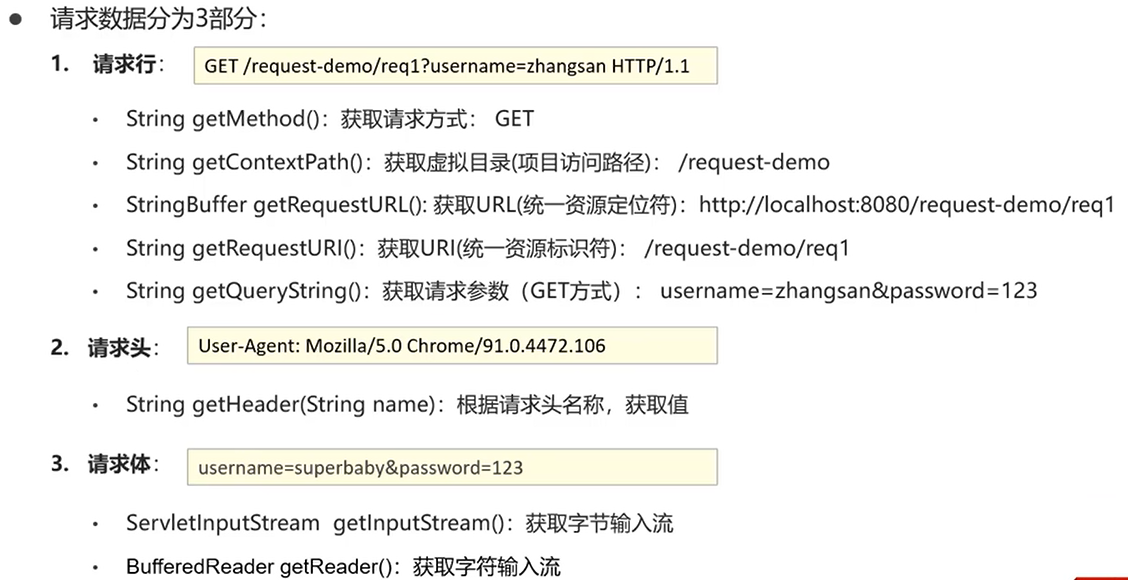 ● 请求数据分为3部分：
1. 请求行： GET /request-demo/req1?username=zhangsan HTTP/1.1
• String getMethod()：获取请求方式： GET
• String getContextPath()：获取虚拟目录(项目访问路径)： /request-demo
• StringBuffer getRequestURL(): 获取URL(统一资源定位符)：http://localhost:8080/request-demo/req1
• String getRequestURI()：获取URI(统一资源标识符)： /request-demo/req1
• String getQueryString()：获取请求参数（GET方式）： username=zhangsan&password=123
2. 请求头： User-Agent: Mozilla/5.0 Chrome/91.0.4472.106
• String getHeader(String name)：根据请求头名称，获取值
3. 请求体： username=superbaby&password=123
• ServletInputStream getInputStream()：获取字节输入流
• BufferedReader getReader()：获取字符输入流